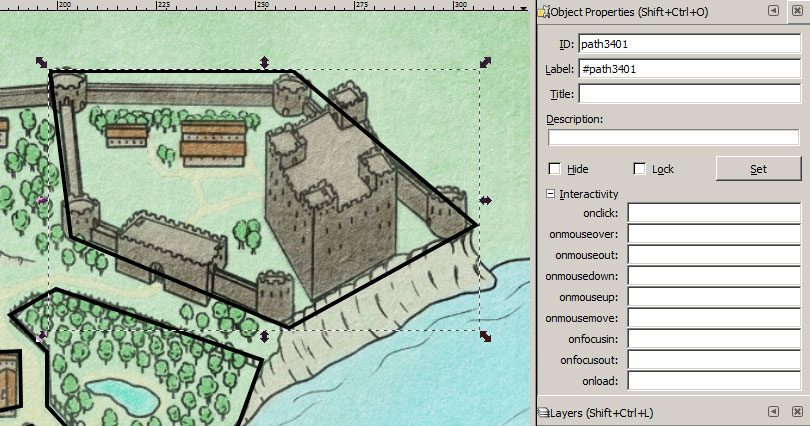 200 225 250 275 300
Object Properties (Shift+Ctrl+O)
ID: path3401
Label: #path3401
Title:
Description:
Hide Lock Set
Interactivity
onclick:
onmouseover:
onmouseout:
onmousedown:
onmouseup:
onmousemove:
onfocusin:
onfocusout:
onload:
Layers (Shift+Ctrl+L)